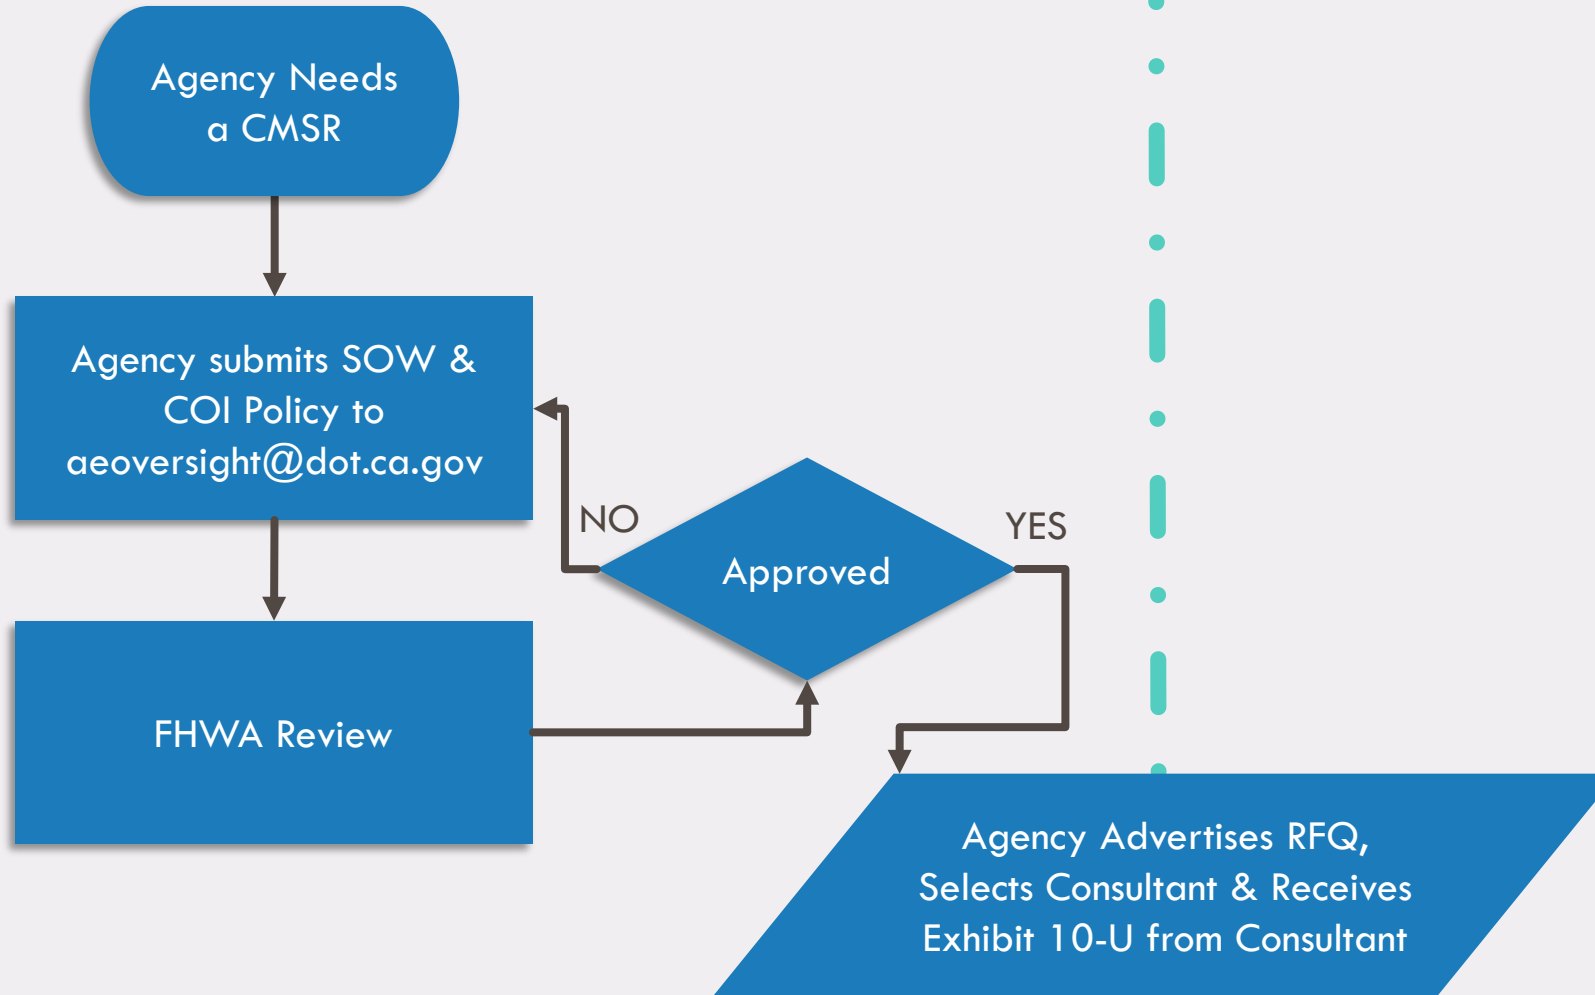 Agency Needs
a CMSR
Agency submits SOW &
COI Policy to
aeoversight@dot.ca.gov
NO
YES
Approved
FHWA Review
Agency Advertises RFQ,
Selects Consultant & Receives
Exhibit 10-U from Consultant